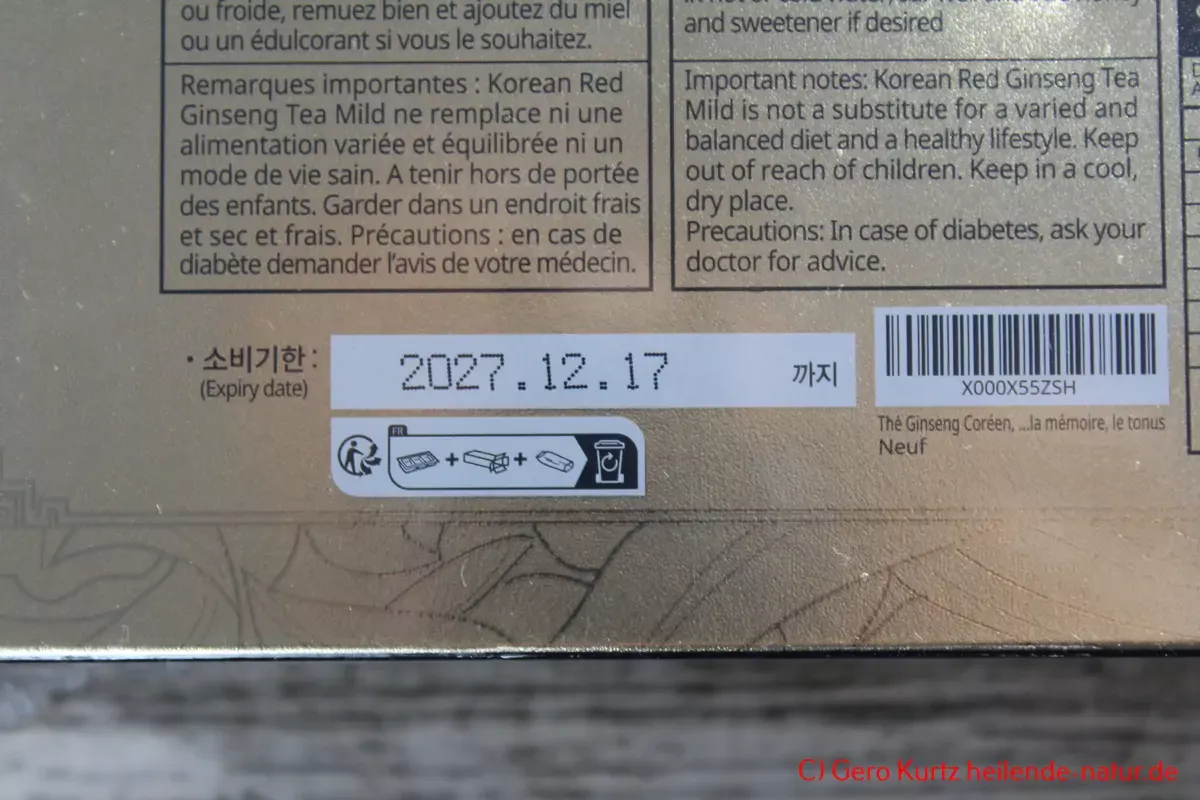 ou froide, remuez bien et ajoutez du miel
ou un édulcorant si vous le souhaitez.
Remarques importantes : Korean Red
Ginseng Tea Mild ne remplace ni une
alimentation variée et équilibrée ni un
mode de vie sain. A tenir hors de portée
des enfants. Garder dans un endroit frais
et sec et frais. Précautions : en cas de
diabète demander l'avis de votre médecin.
and sweetener if desired
Important notes: Korean Red Ginseng Tea
Mild is not a substitute for a varied and
balanced diet and a healthy lifestyle. Keep
out of reach of children. Keep in a cool,
dry place.
Precautions: In case of diabetes, ask your
doctor for advice.
· 소비기한 :
(Expiry date)
2027.12.17 까지
FR
X000X55ZSH
Thé Ginseng Coréen, ...la mémoire, le tonus
Neuf
C) Gero Kurtz heilende-natur.de